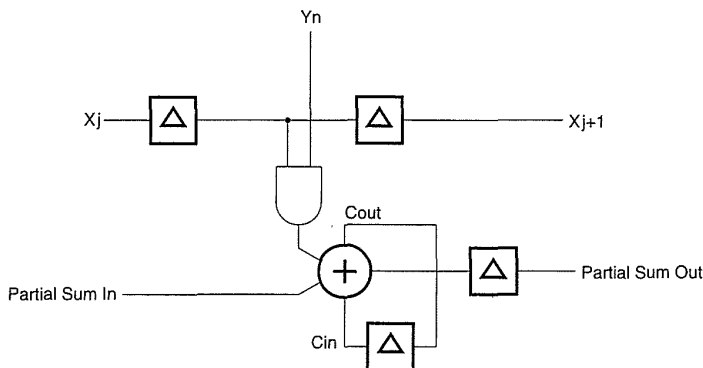 Yn
Xj
Xj+1
Cout
Partial Sum Out
Partial Sum In
Cin